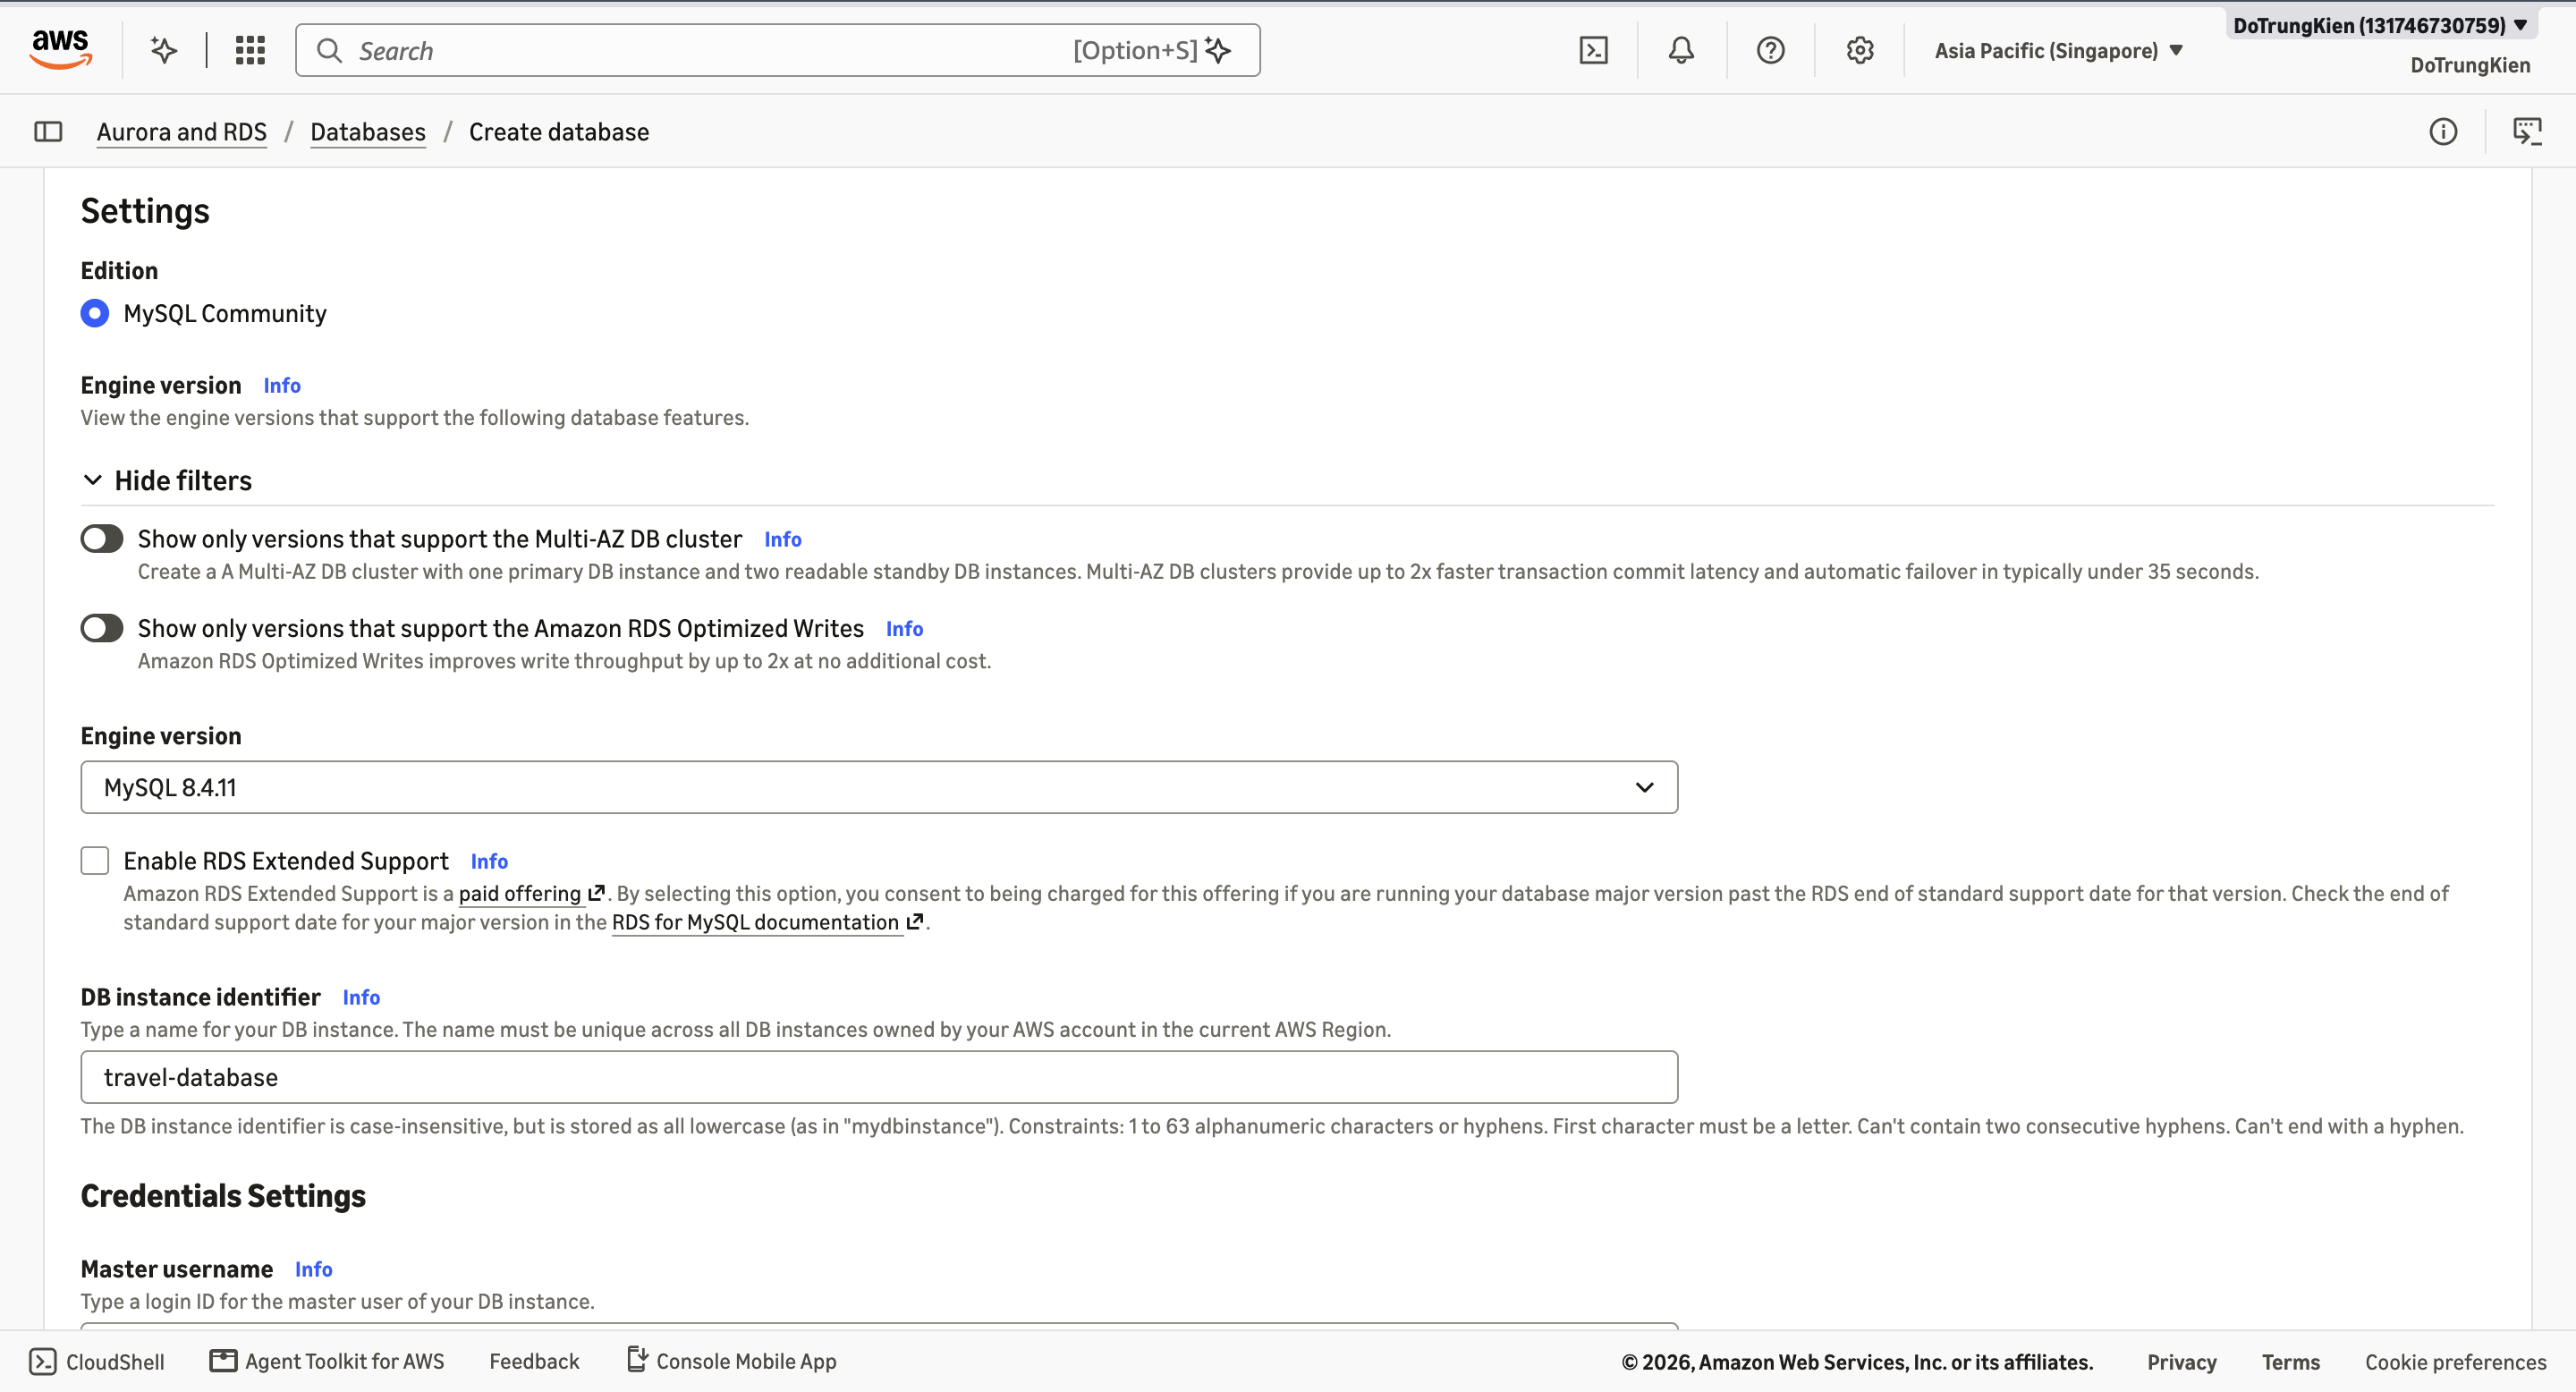 aws
Search
[Option+S]
Asia Pacific (Singapore)
DoTrungKien (131746730759)
DoTrungKien
Aurora and RDS / Databases / Create database
Settings
Edition
MySQL Community
Engine version Info
View the engine versions that support the following database features.
Hide filters
Show only versions that support the Multi-AZ DB cluster Info
Create a A Multi-AZ DB cluster with one primary DB instance and two readable standby DB instances. Multi-AZ DB clusters provide up to 2x faster transaction commit latency and automatic failover in typically under 35 seconds.
Show only versions that support the Amazon RDS Optimized Writes Info
Amazon RDS Optimized Writes improves write throughput by up to 2x at no additional cost.
Engine version
MySQL 8.4.11
Enable RDS Extended Support Info
Amazon RDS Extended Support is a paid offering. By selecting this option, you consent to being charged for this offering if you are running your database major version past the RDS end of standard support date for that version. Check the end of
standard support date for your major version in the RDS for MySQL documentation.
DB instance identifier Info
Type a name for your DB instance. The name must be unique across all DB instances owned by your AWS account in the current AWS Region.
travel-database
The DB instance identifier is case-insensitive, but is stored as all lowercase (as in "mydbinstance"). Constraints: 1 to 63 alphanumeric characters or hyphens. First character must be a letter. Can't contain two consecutive hyphens. Can't end with a hyphen.
Credentials Settings
Master username Info
Type a login ID for the master user of your DB instance.
CloudShell Agent Toolkit for AWS Feedback Console Mobile App © 2026, Amazon Web Services, Inc. or its affiliates. Privacy Terms Cookie preferences